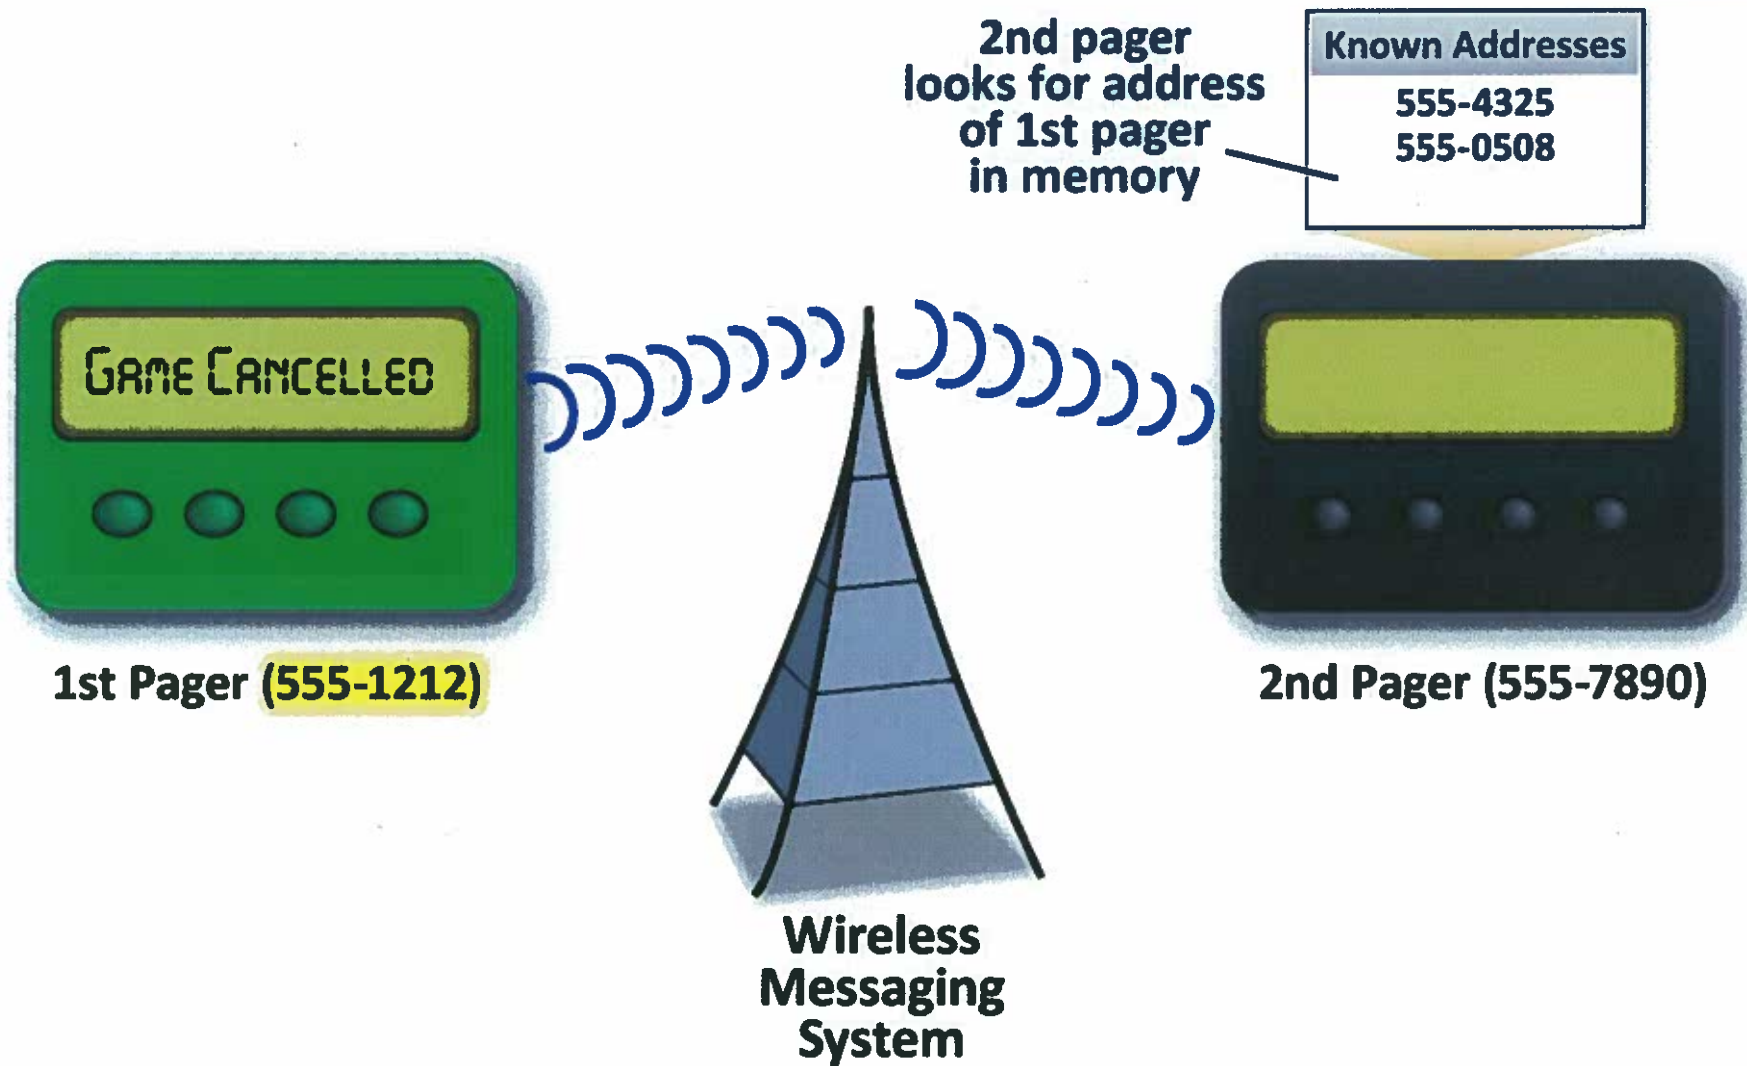 2nd pager
looks for address
of 1st pager
in memory
Known Addresses
555-4325
555-0508
GAME CANCELLED
1st Pager (555-1212)
2nd Pager (555-7890)
Wireless
Messaging
System